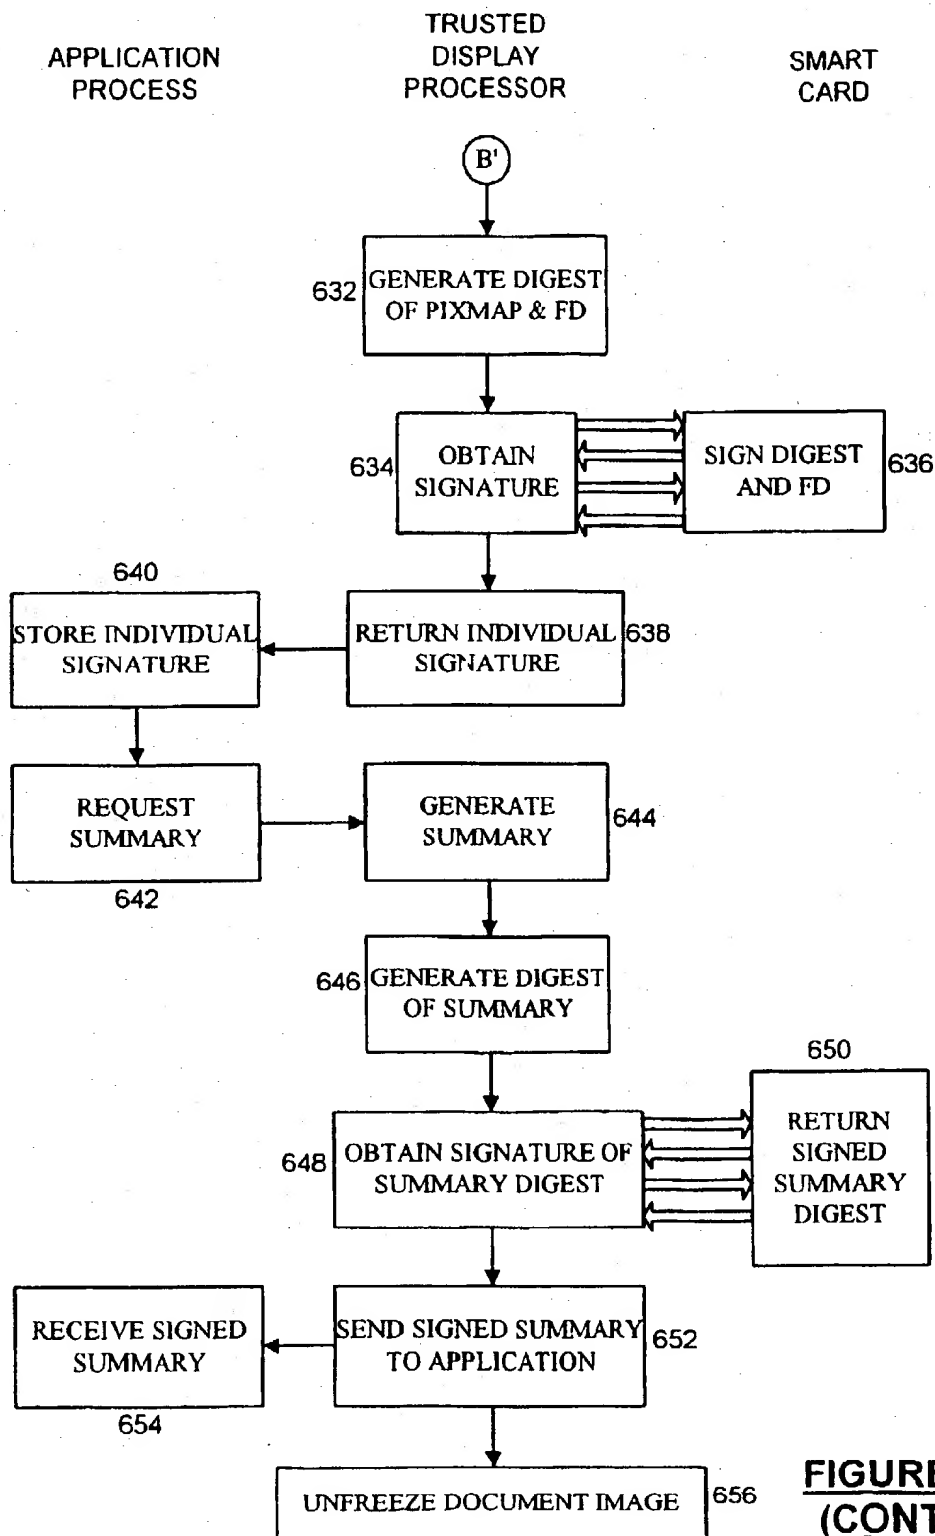 APPLICATION
PROCESS
TRUSTED
DISPLAY
PROCESSOR
SMART
CARD
B'
632
GENERATE DIGEST
OF PIXMAP & FD
634
OBTAIN
SIGNATURE
SIGN DIGEST
AND FD
636
640
STORE INDIVIDUAL
SIGNATURE
RETURN INDIVIDUAL
SIGNATURE
638
REQUEST
SUMMARY
642
GENERATE
SUMMARY
644
646
GENERATE DIGEST
OF SUMMARY
648
OBTAIN SIGNATURE OF
SUMMARY DIGEST
650
RETURN
SIGNED
SUMMARY
DIGEST
RECEIVE SIGNED
SUMMARY
654
SEND SIGNED SUMMARY
TO APPLICATION
652
UNFREEZE DOCUMENT IMAGE
656
FIGURE
(CONT